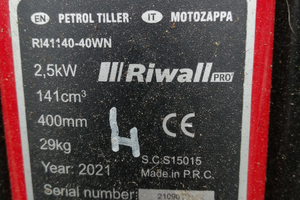 EN PETROL TILLER IT MOTOZAPPA
RI41140-40WN
2,5kW
Riwall PRO
141cm³
400mm
H CE
29kg
S.C.S15015
Year: 2021 Made in P.R.C.
Serial number